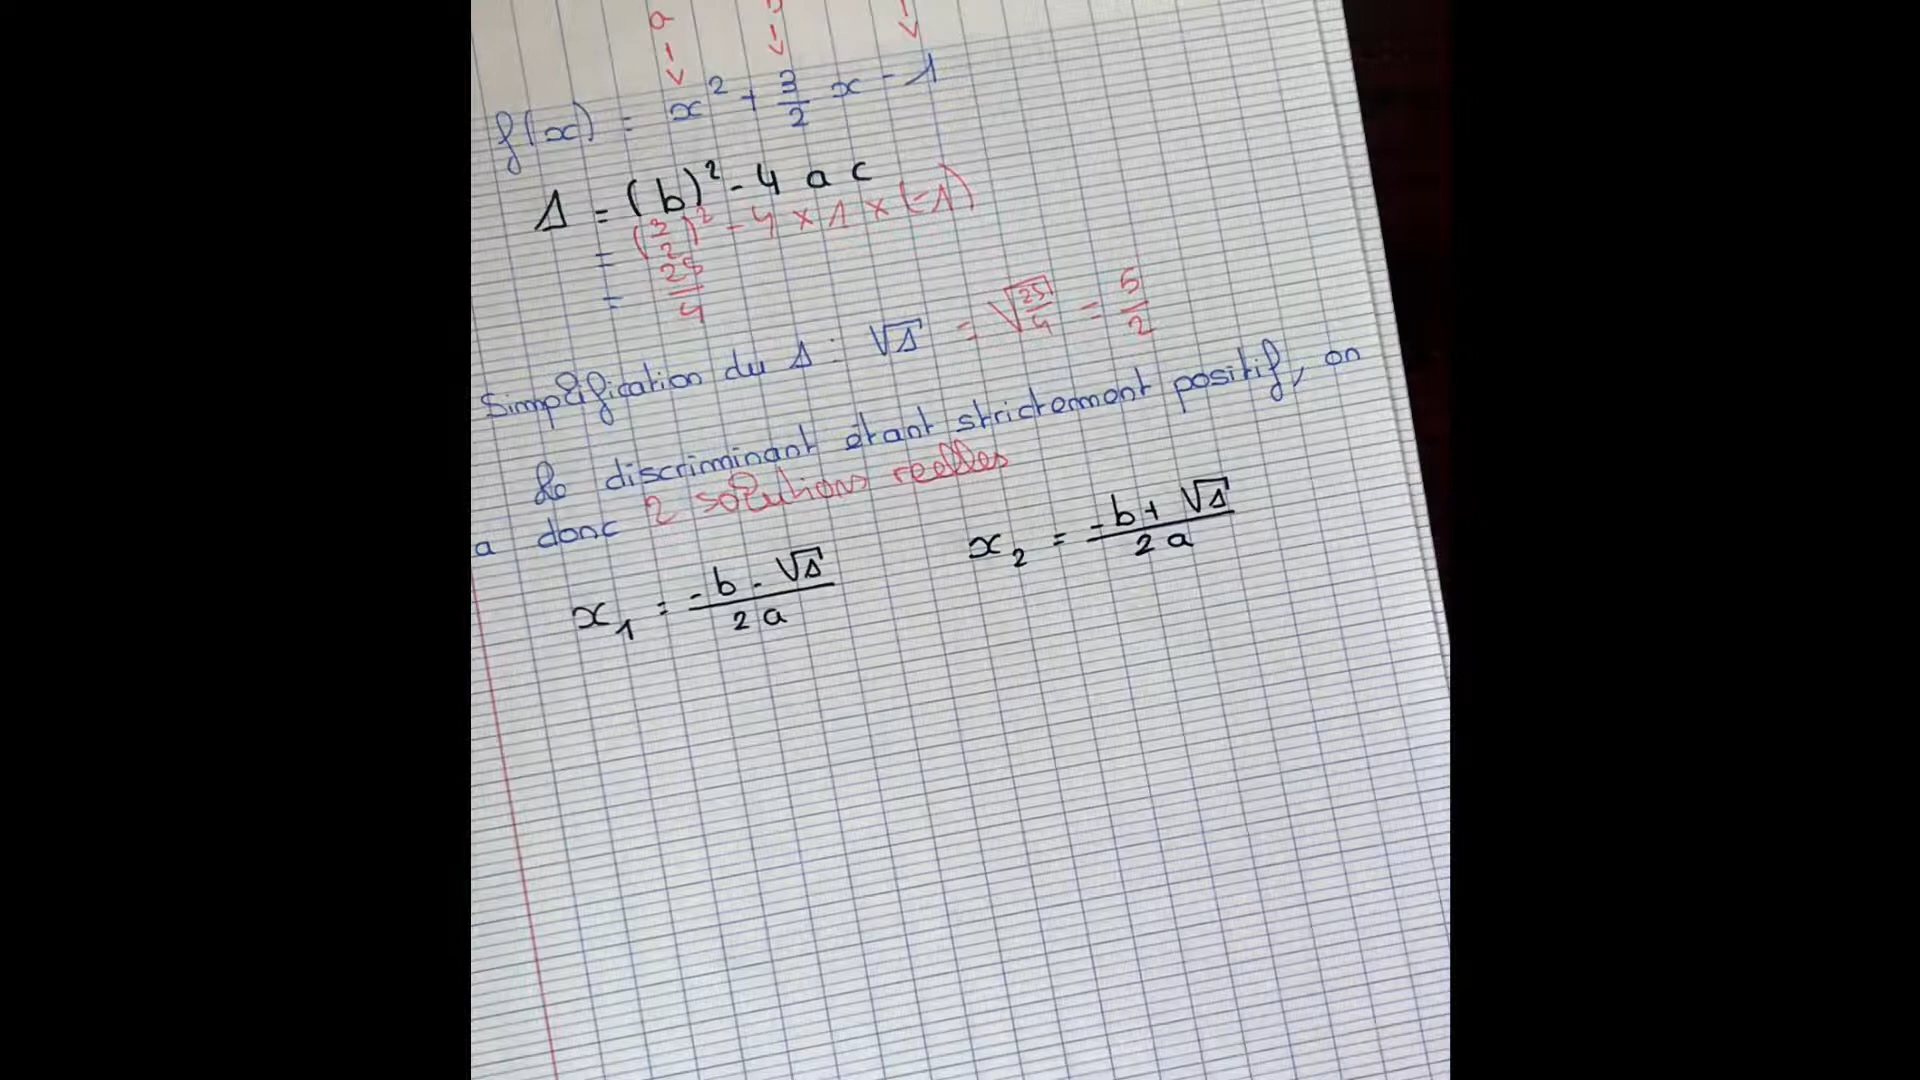 a
f(x) = x² + 3/2 x - 1
Δ = (b)² - 4 a c
= (3/2)² - 4 × 1 × (-1)
= 25/4
Simplification du Δ : √Δ = √25/4 = 5/2
Le discriminant étant strictement positif, on
a donc 2 solutions reelles
x₁ = -b - √Δ / 2a
x₂ = -b + √Δ / 2a